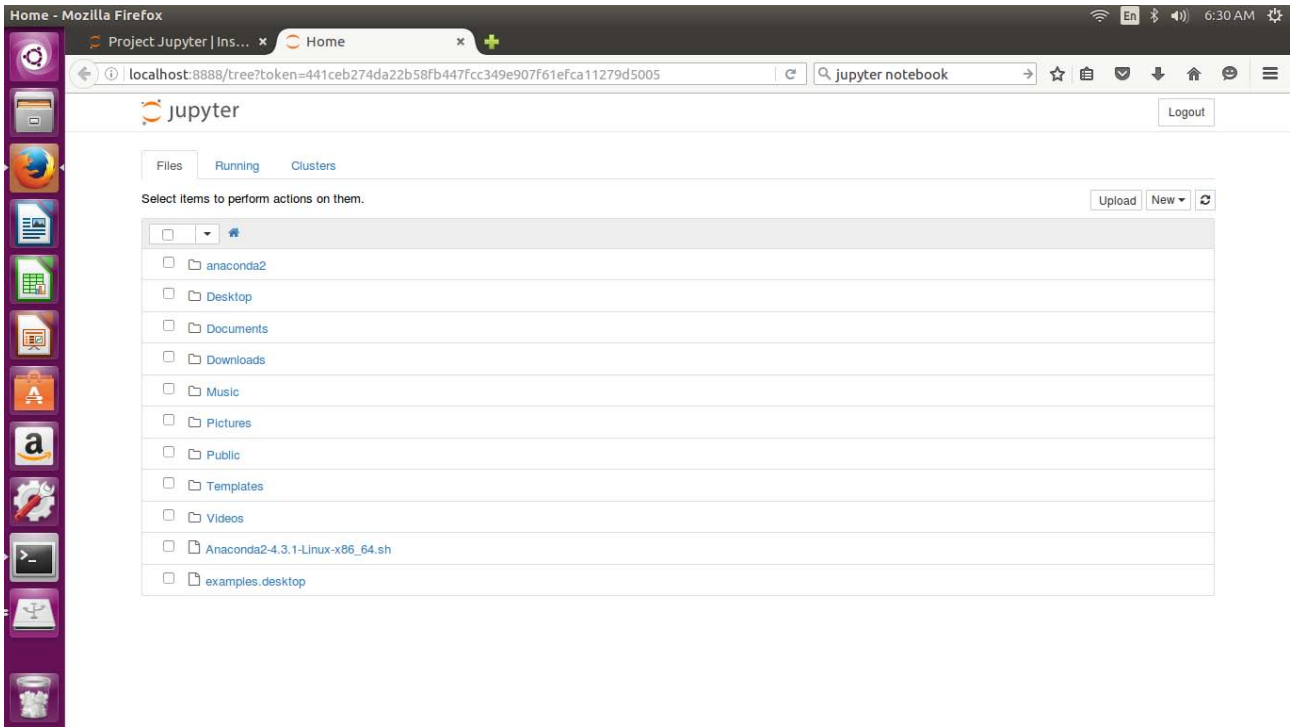 Home - Mozilla Firefox
En
6:30 AM
Project Jupyter | Ins... ×
Home ×
localhost:8888/tree?token=441ceb274da22b58fb447fcc349e907f61efca11279d5005
jupyter notebook
jupyter
Logout
Files Running Clusters
Select items to perform actions on them.
Upload New
anaconda2
Desktop
Documents
Downloads
Music
Pictures
Public
Templates
Videos
Anaconda2-4.3.1-Linux-x86_64.sh
examples.desktop
A
a
>_